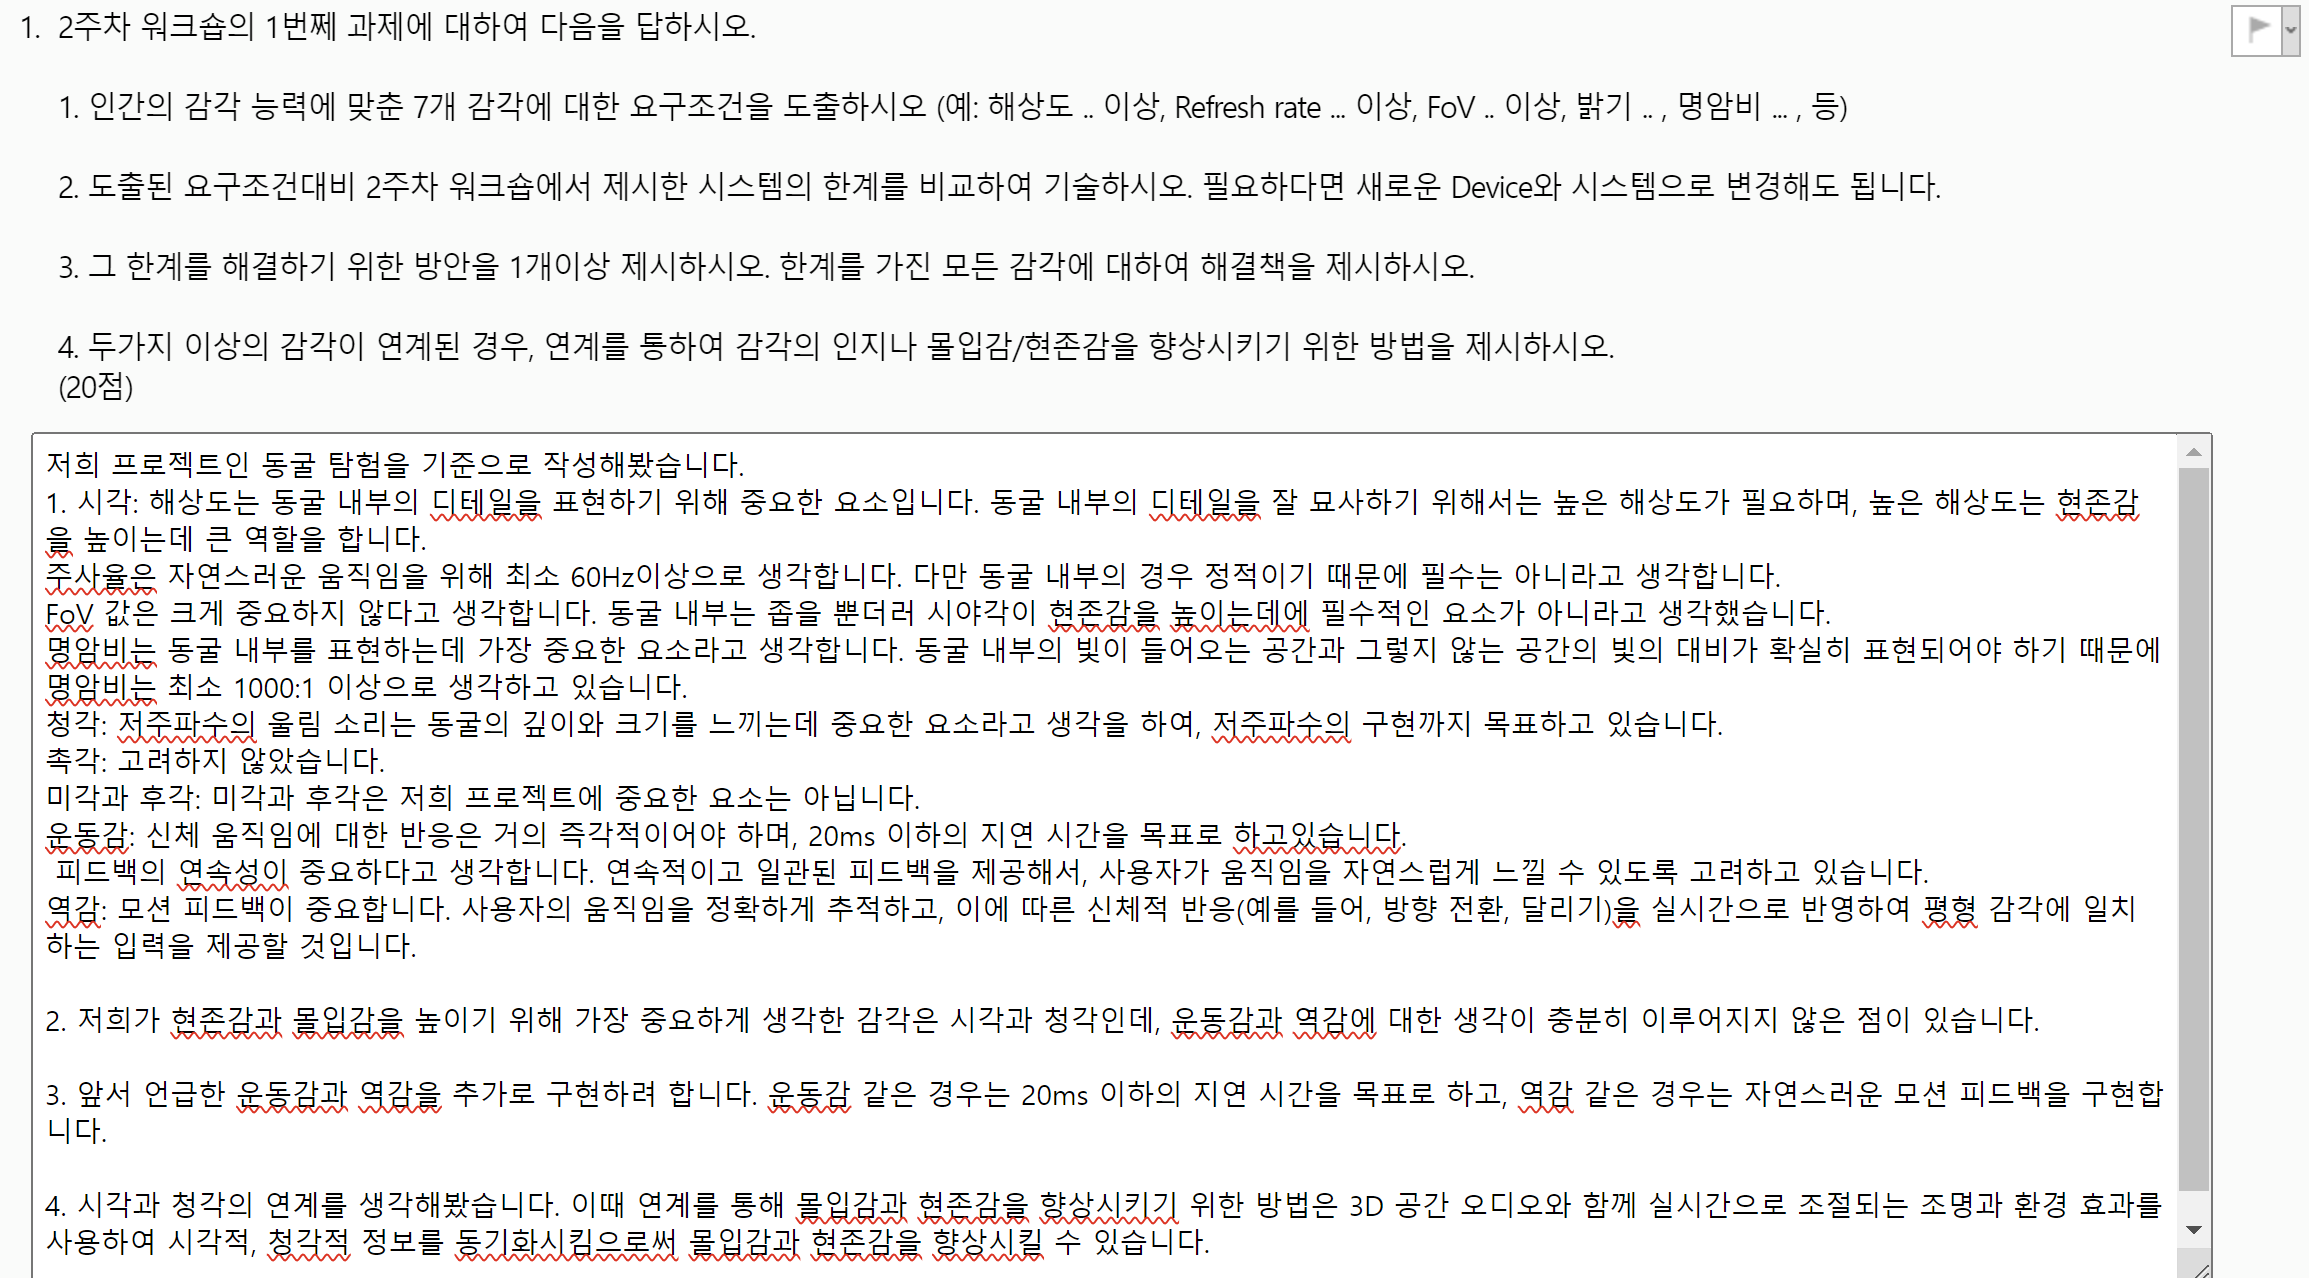 1. 2주차 워크숍의 1번째 과제에 대하여 다음을 답하시오.
1. 인간의 감각 능력에 맞춘 7개 감각에 대한 요구조건을 도출하시오 (예: 해상도 .. 이상, Refresh rate ... 이상, FoV .. 이상, 밝기 .. , 명암비 ... , 등)
2. 도출된 요구조건대비 2주차 워크숍에서 제시한 시스템의 한계를 비교하여 기술하시오. 필요하다면 새로운 Device와 시스템으로 변경해도 됩니다.
3. 그 한계를 해결하기 위한 방안을 1개이상 제시하시오. 한계를 가진 모든 감각에 대하여 해결책을 제시하시오.
4. 두가지 이상의 감각이 연계된 경우, 연계를 통하여 감각의 인지나 몰입감/현존감을 향상시키기 위한 방법을 제시하시오.
(20점)
저희 프로젝트인 동굴 탐험을 기준으로 작성해봤습니다.
1. 시각: 해상도는 동굴 내부의 디테일을 표현하기 위해 중요한 요소입니다. 동굴 내부의 디테일을 잘 묘사하기 위해서는 높은 해상도가 필요하며, 높은 해상도는 현존감
을 높이는데 큰 역할을 합니다.
주사율은 자연스러운 움직임을 위해 최소 60Hz이상으로 생각합니다. 다만 동굴 내부의 경우 정적이기 때문에 필수는 아니라고 생각합니다.
FoV 값은 크게 중요하지 않다고 생각합니다. 동굴 내부는 좁을 뿐더러 시야각이 현존감을 높이는데에 필수적인 요소가 아니라고 생각했습니다.
명암비는 동굴 내부를 표현하는데 가장 중요한 요소라고 생각합니다. 동굴 내부의 빛이 들어오는 공간과 그렇지 않는 공간의 빛의 대비가 확실히 표현되어야 하기 때문에
명암비는 최소 1000:1 이상으로 생각하고 있습니다.
청각: 저주파수의 울림 소리는 동굴의 깊이와 크기를 느끼는데 중요한 요소라고 생각을 하여, 저주파수의 구현까지 목표하고 있습니다.
촉각: 고려하지 않았습니다.
미각과 후각: 미각과 후각은 저희 프로젝트에 중요한 요소는 아닙니다.
운동감: 신체 움직임에 대한 반응은 거의 즉각적이어야 하며, 20ms 이하의 지연 시간을 목표로 하고있습니다.
피드백의 연속성이 중요하다고 생각합니다. 연속적이고 일관된 피드백을 제공해서, 사용자가 움직임을 자연스럽게 느낄 수 있도록 고려하고 있습니다.
역감: 모션 피드백이 중요합니다. 사용자의 움직임을 정확하게 추적하고, 이에 따른 신체적 반응(예를 들어, 방향 전환, 달리기)을 실시간으로 반영하여 평형 감각에 일치
하는 입력을 제공할 것입니다.
2. 저희가 현존감과 몰입감을 높이기 위해 가장 중요하게 생각한 감각은 시각과 청각인데, 운동감과 역감에 대한 생각이 충분히 이루어지지 않은 점이 있습니다.
3. 앞서 언급한 운동감과 역감을 추가로 구현하려 합니다. 운동감 같은 경우는 20ms 이하의 지연 시간을 목표로 하고, 역감 같은 경우는 자연스러운 모션 피드백을 구현합
니다.
4. 시각과 청각의 연계를 생각해봤습니다. 이때 연계를 통해 몰입감과 현존감을 향상시키기 위한 방법은 3D 공간 오디오와 함께 실시간으로 조절되는 조명과 환경 효과를
사용하여 시각적, 청각적 정보를 동기화시킴으로써 몰입감과 현존감을 향상시킬 수 있습니다.